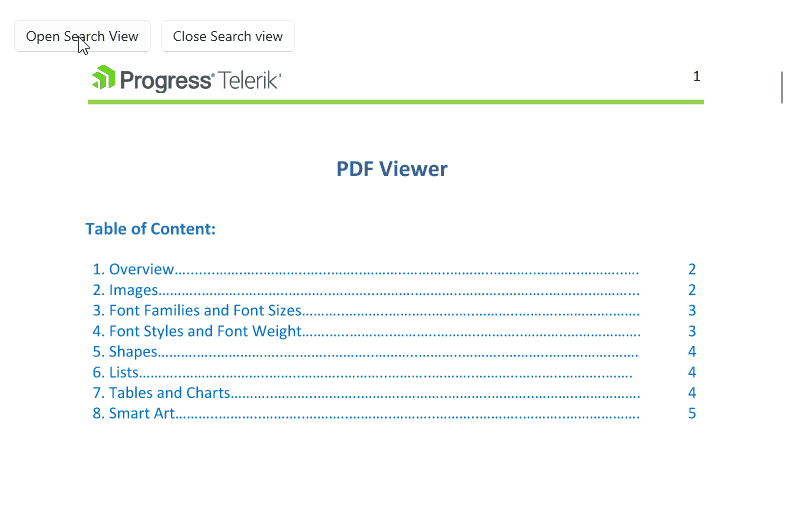 Open Search View Close Search view
Progress Telerik 1
PDF Viewer
Table of Content:
1. Overview........................................................................................................ 2
2. Images........................................................................................................ 2
3. Font Families and Font Sizes........................................................................ 3
4. Font Styles and Font Weight........................................................................ 3
5. Shapes........................................................................................................ 4
6. Lists........................................................................................................ 4
7. Tables and Charts........................................................................................ 4
8. Smart Art........................................................................................................ 5